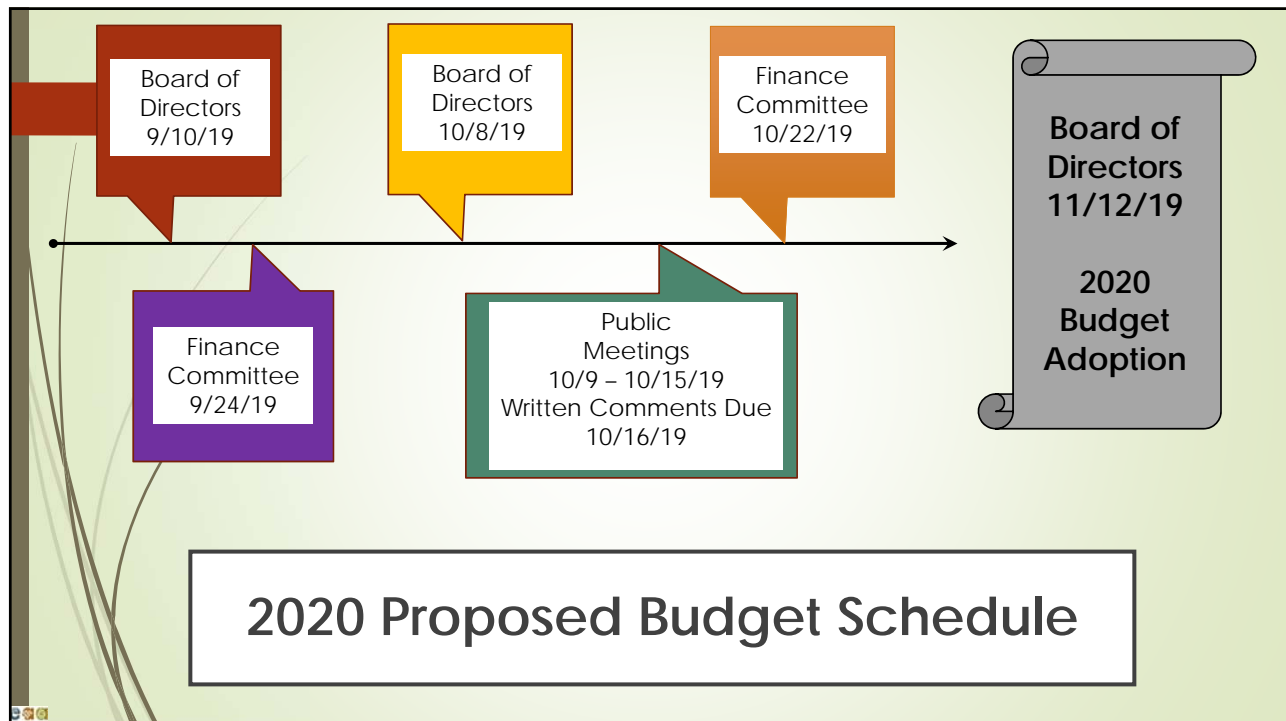 Board of
Directors
9/10/19
Board of
Directors
10/8/19
Finance
Committee
10/22/19
Board of
Directors
11/12/19
2020
Budget
Adoption
Finance
Committee
9/24/19
Public
Meetings
10/9 – 10/15/19
Written Comments Due
10/16/19
2020 Proposed Budget Schedule